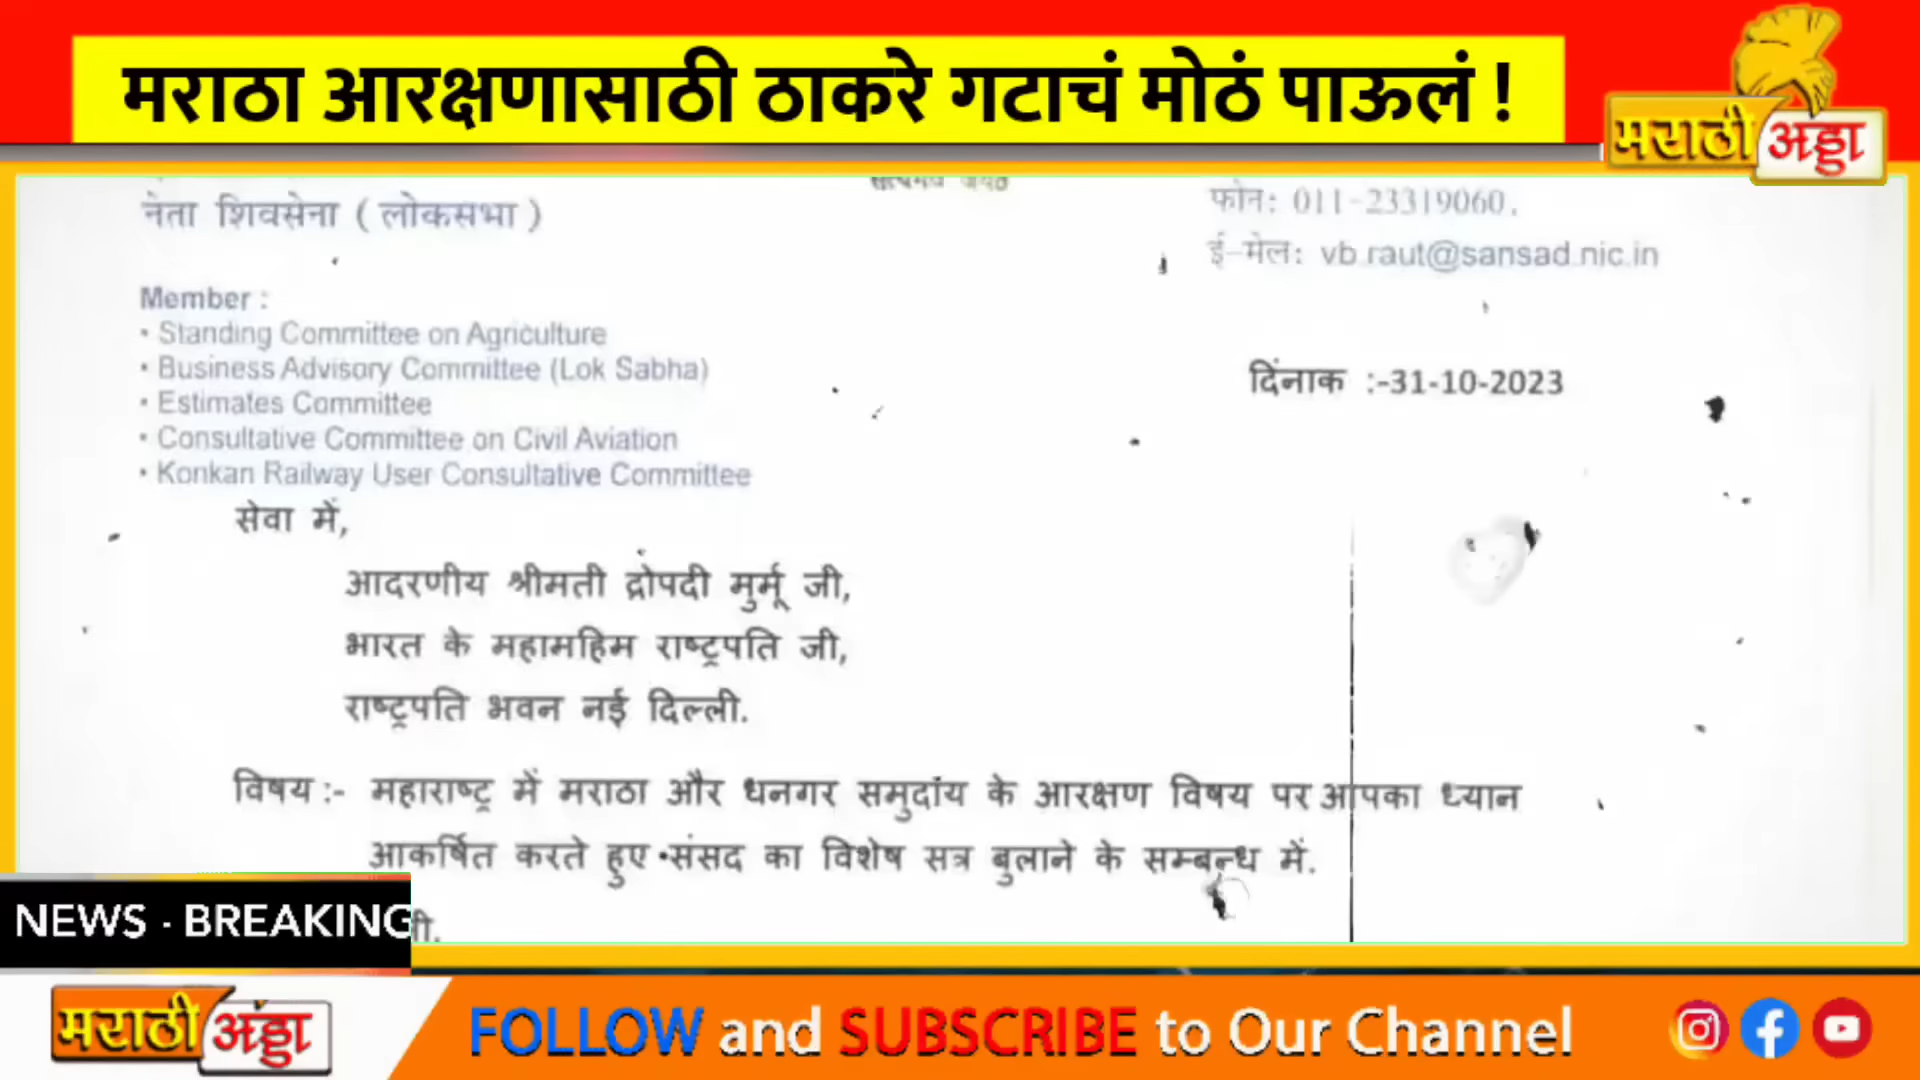 मराठा आरक्षणासाठी ठाकरे गटाचं मोठं पाऊलं !
मराठी अड्डा
नेता शिवसेना ( लोकसभा )
फोन: 011-23319060.
ई-मेल: vb.raut@sansad.nic.in
Member :
• Standing Committee on Agriculture
• Business Advisory Committee (Lok Sabha)
• Estimates Committee
• Consultative Committee on Civil Aviation
• Konkan Railway User Consultative Committee
दिंनाक :-31-10-2023
सेवा में,
आदरणीय श्रीमती द्रोपदी मुर्मू जी,
भारत के महामहिम राष्ट्रपति जी,
राष्ट्रपति भवन नई दिल्ली.
विषय :- महाराष्ट्र में मराठा और धनगर समुदांय के आरक्षण विषय पर आपका ध्यान
आकर्षित करते हुए संसद का विशेष सत्र बुलाने के सम्बन्ध में.
NEWS - BREAKING
मराठी अड्डा
FOLLOW and SUBSCRIBE to Our Channel